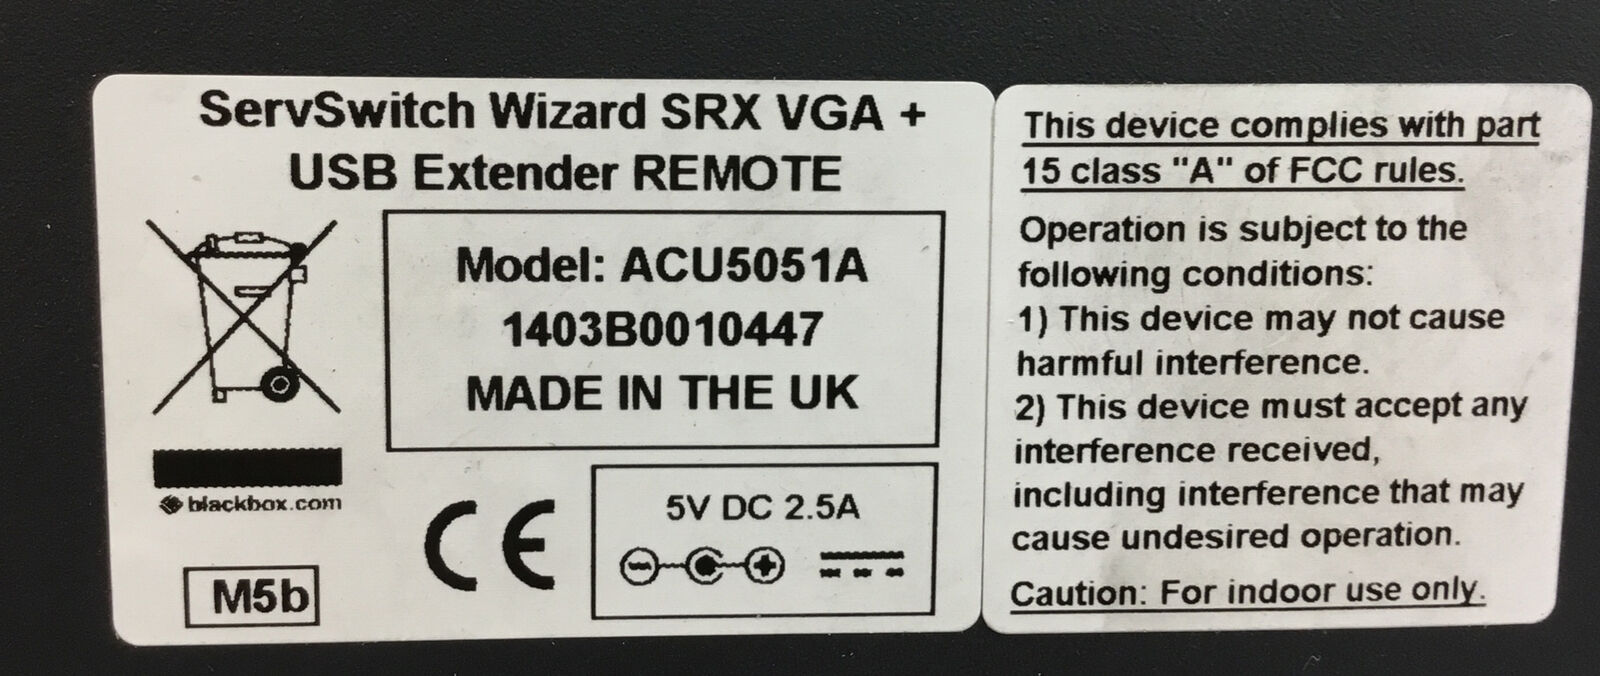 ServSwitch Wizard SRX VGA +
USB Extender REMOTE
Model: ACU5051A
1403B0010447
MADE IN THE UK
blackbox.com
CE
5V DC 2.5A
M5b
This device complies with part
15 class "A" of FCC rules.
Operation is subject to the
following conditions:
1) This device may not cause
harmful interference.
2) This device must accept any
interference received,
including interference that may
cause undesired operation.
Caution: For indoor use only.